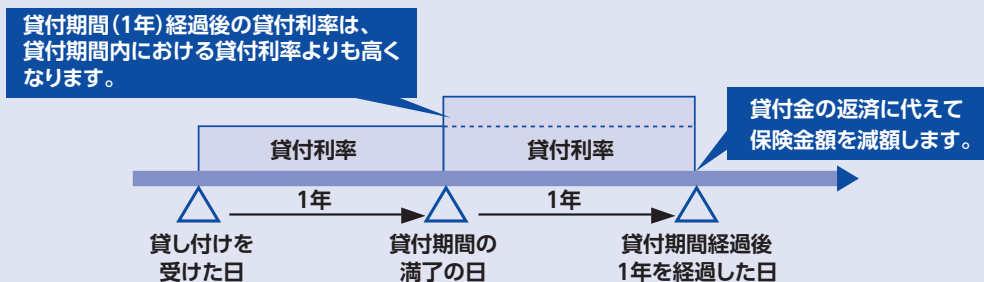 貸付期間(1年)経過後の貸付利率は、
貸付期間内における貸付利率よりも高く
なります。
貸付金の返済に代えて
保険金額を減額します。
貸付利率
貸付利率
1年
1年
貸し付けを
受けた日
貸付期間の
満了の日
貸付期間経過後
1年を経過した日